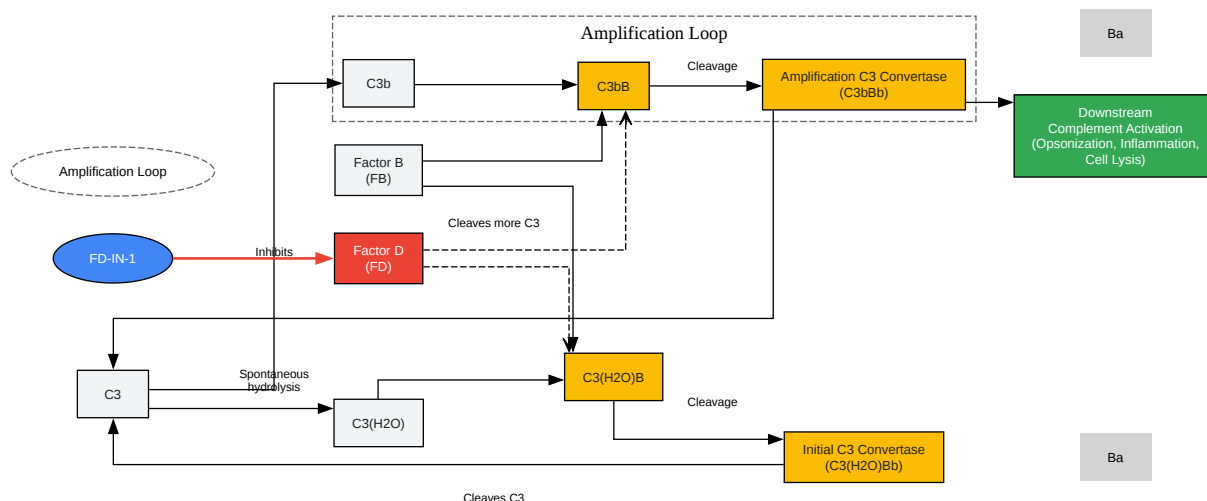 Amplification Loop
Ba
C3b
C3bB
Cleavage
Amplification C3 Convertase
(C3bBb)
Downstream
Complement Activation
(Opsonization, Inflammation,
Cell Lysis)
Factor B
(FB)
Amplification Loop
Cleaves more C3
FD-IN-1
Inhibits
Factor D
(FD)
Spontaneous
hydrolysis
C3
C3(H2O)
C3(H2O)B
Cleavage
Initial C3 Convertase
(C3(H2O)Bb)
Ba
Cleaves C3